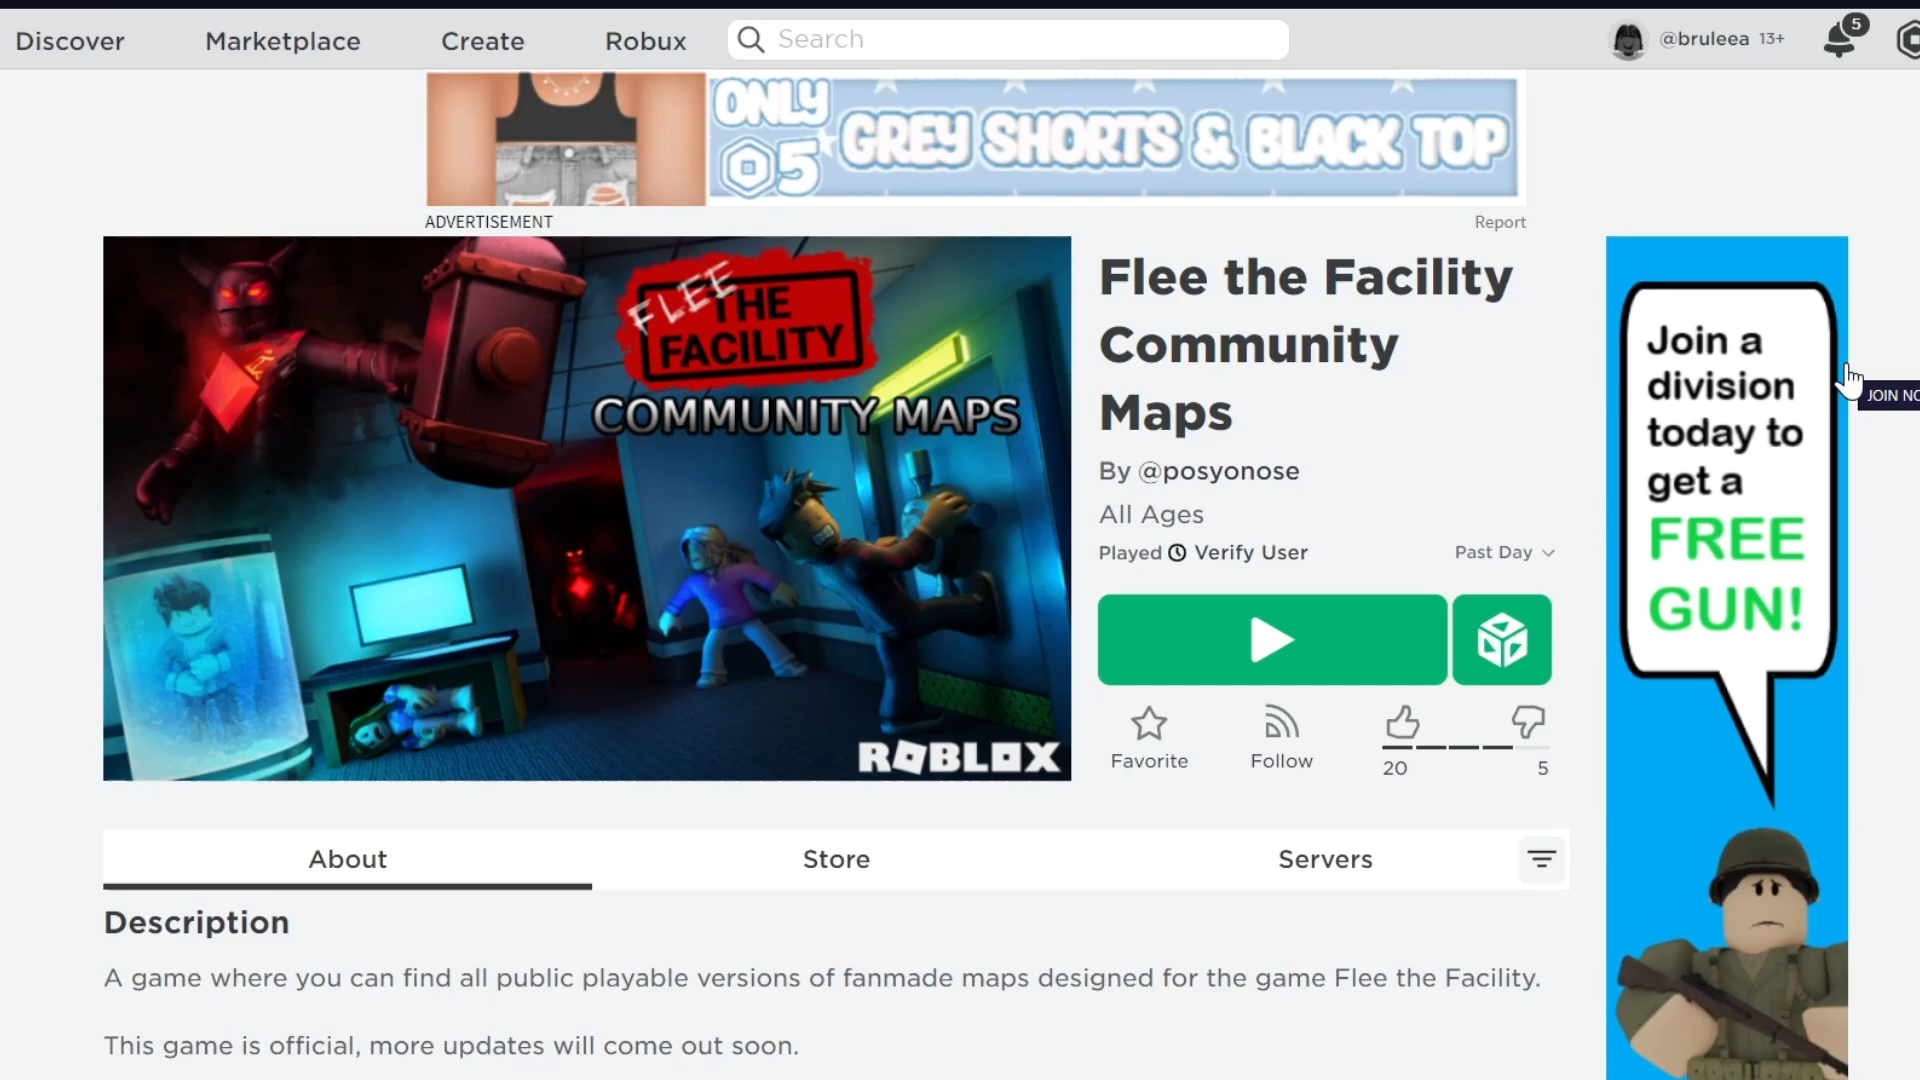 Discover
Marketplace
Create
Robux
Search
@bruleea 13+
5
ONLY
5
GREY SHORTS & BLACK TOP
ADVERTISEMENT
Report
FLEE
THE
FACILITY
COMMUNITY MAPS
ROBLOX
Flee the Facility
Community
Maps
By @posyonose
All Ages
Played Verify User
Past Day
Favorite
Follow
20
5
Join a
division
today to
get a
FREE
GUN!
JOIN NO
About
Store
Servers
Description
A game where you can find all public playable versions of fanmade maps designed for the game Flee the Facility.
This game is official, more updates will come out soon.